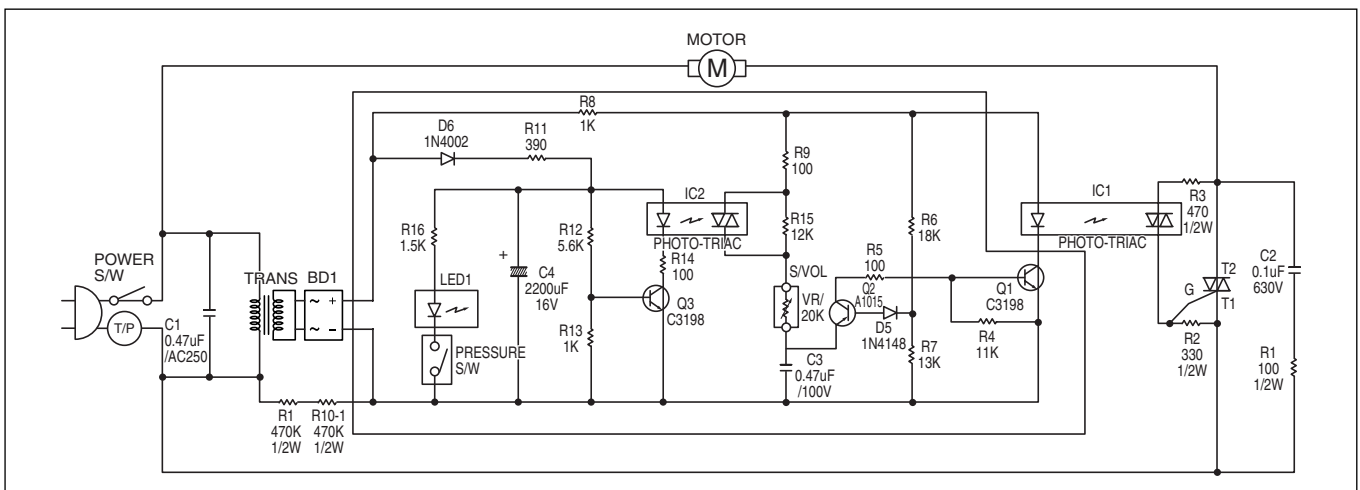 MOTOR
M
R8
1K
D6
1N4002
R11
390
R9
100
IC2
IC1
R3
470
1/2W
R16
1.5K
R12
5.6K
PHOTO-TRIAC
R15
12K
R6
18K
PHOTO-TRIAC
POWER
S/W
TRANS
BD1
~
+
~
−
LED1
+
C4
2200uF
16V
R14
100
Q3
C3198
S/VOL
VR/
20K
R5
100
Q2
A1015
D5
1N4148
Q1
C3198
T2
G
T1
C2
0.1uF
630V
T/P
C1
0.47uF
/AC250
PRESSURE
S/W
R13
1K
C3
0.47uF
/100V
R7
13K
R4
11K
R2
330
1/2W
R1
100
1/2W
R1
470K
1/2W
R10-1
470K
1/2W